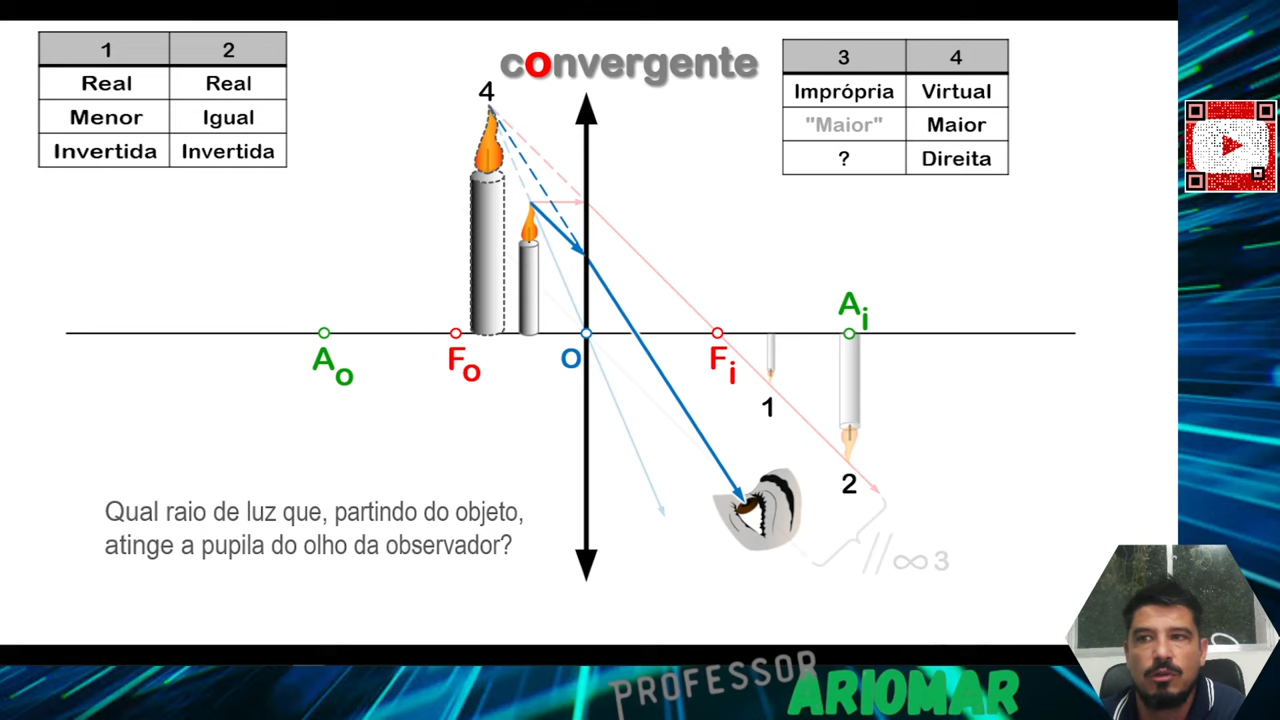 1 2
Real Real
Menor Igual
Invertida Invertida
convergente
3 4
Imprópria Virtual
"Maior" Maior
? Direita
4
Ao
Fo
O
Fi
Ai
1
2
Qual raio de luz que, partindo do objeto,
atinge a pupila do olho da observador?
//∞ 3
PROFESSOR
ARIOMAR